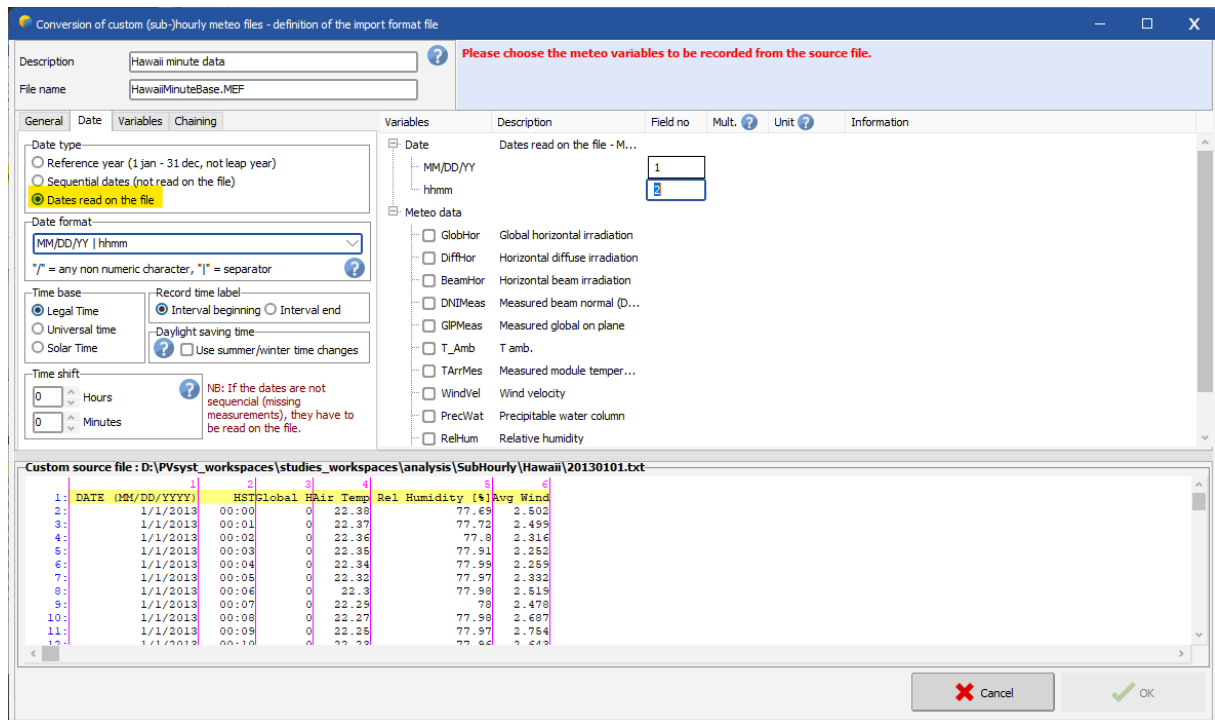 Conversion of custom (sub-)hourly meteo files - definition of the import format file
Description Hawaii minute data
File name HawaiiMinuteBase.MEF
Please choose the meteo variables to be recorded from the source file.
General Date Variables Chaining
Date type
Reference year (1 jan - 31 dec, not leap year)
Sequential dates (not read on the file)
Dates read on the file
Date format
MM/DD/YY | hhmm
"/" = any non numeric character, "|" = separator
Time base
Legal Time
Universal time
Solar Time
Record time label
Interval beginning Interval end
Daylight saving time
Use summer/winter time changes
Time shift
0 Hours
0 Minutes
NB: If the dates are not
sequencial (missing
measurements), they have to
be read on the file.
Variables Description Field no Mult. Unit Information
Date Dates read on the file - M...
MM/DD/YY 1
hhmm 2
Meteo data
GlobHor Global horizontal irradiation
DiffHor Horizontal diffuse irradiation
BeamHor Horizontal beam irradiation
DNIMeas Measured beam normal (D...
GlPMeas Measured global on plane
T_Amb T amb.
TArrMes Measured module temper...
WindVel Wind velocity
PrecWat Precipitable water column
RelHum Relative humidity
Custom source file : D:\PVsyst_workspaces\studies_workspaces\analysis\SubHourly\Hawaii\20130101.txt
1 2 3 4 5 6
1: DATE (MM/DD/YYYY) HST Global H Air Temp Rel Humidity [%] Avg Wind
2: 1/1/2013 00:00 0 22.38 77.69 2.502
3: 1/1/2013 00:01 0 22.37 77.72 2.499
4: 1/1/2013 00:02 0 22.36 77.8 2.316
5: 1/1/2013 00:03 0 22.35 77.91 2.252
6: 1/1/2013 00:04 0 22.34 77.99 2.259
7: 1/1/2013 00:05 0 22.32 77.97 2.332
8: 1/1/2013 00:06 0 22.3 77.98 2.519
9: 1/1/2013 00:07 0 22.29 78 2.478
10: 1/1/2013 00:08 0 22.27 77.98 2.687
11: 1/1/2013 00:09 0 22.25 77.97 2.754
12: 1/1/2013 00:10 0 22.23 77.96 2.643
Cancel
OK